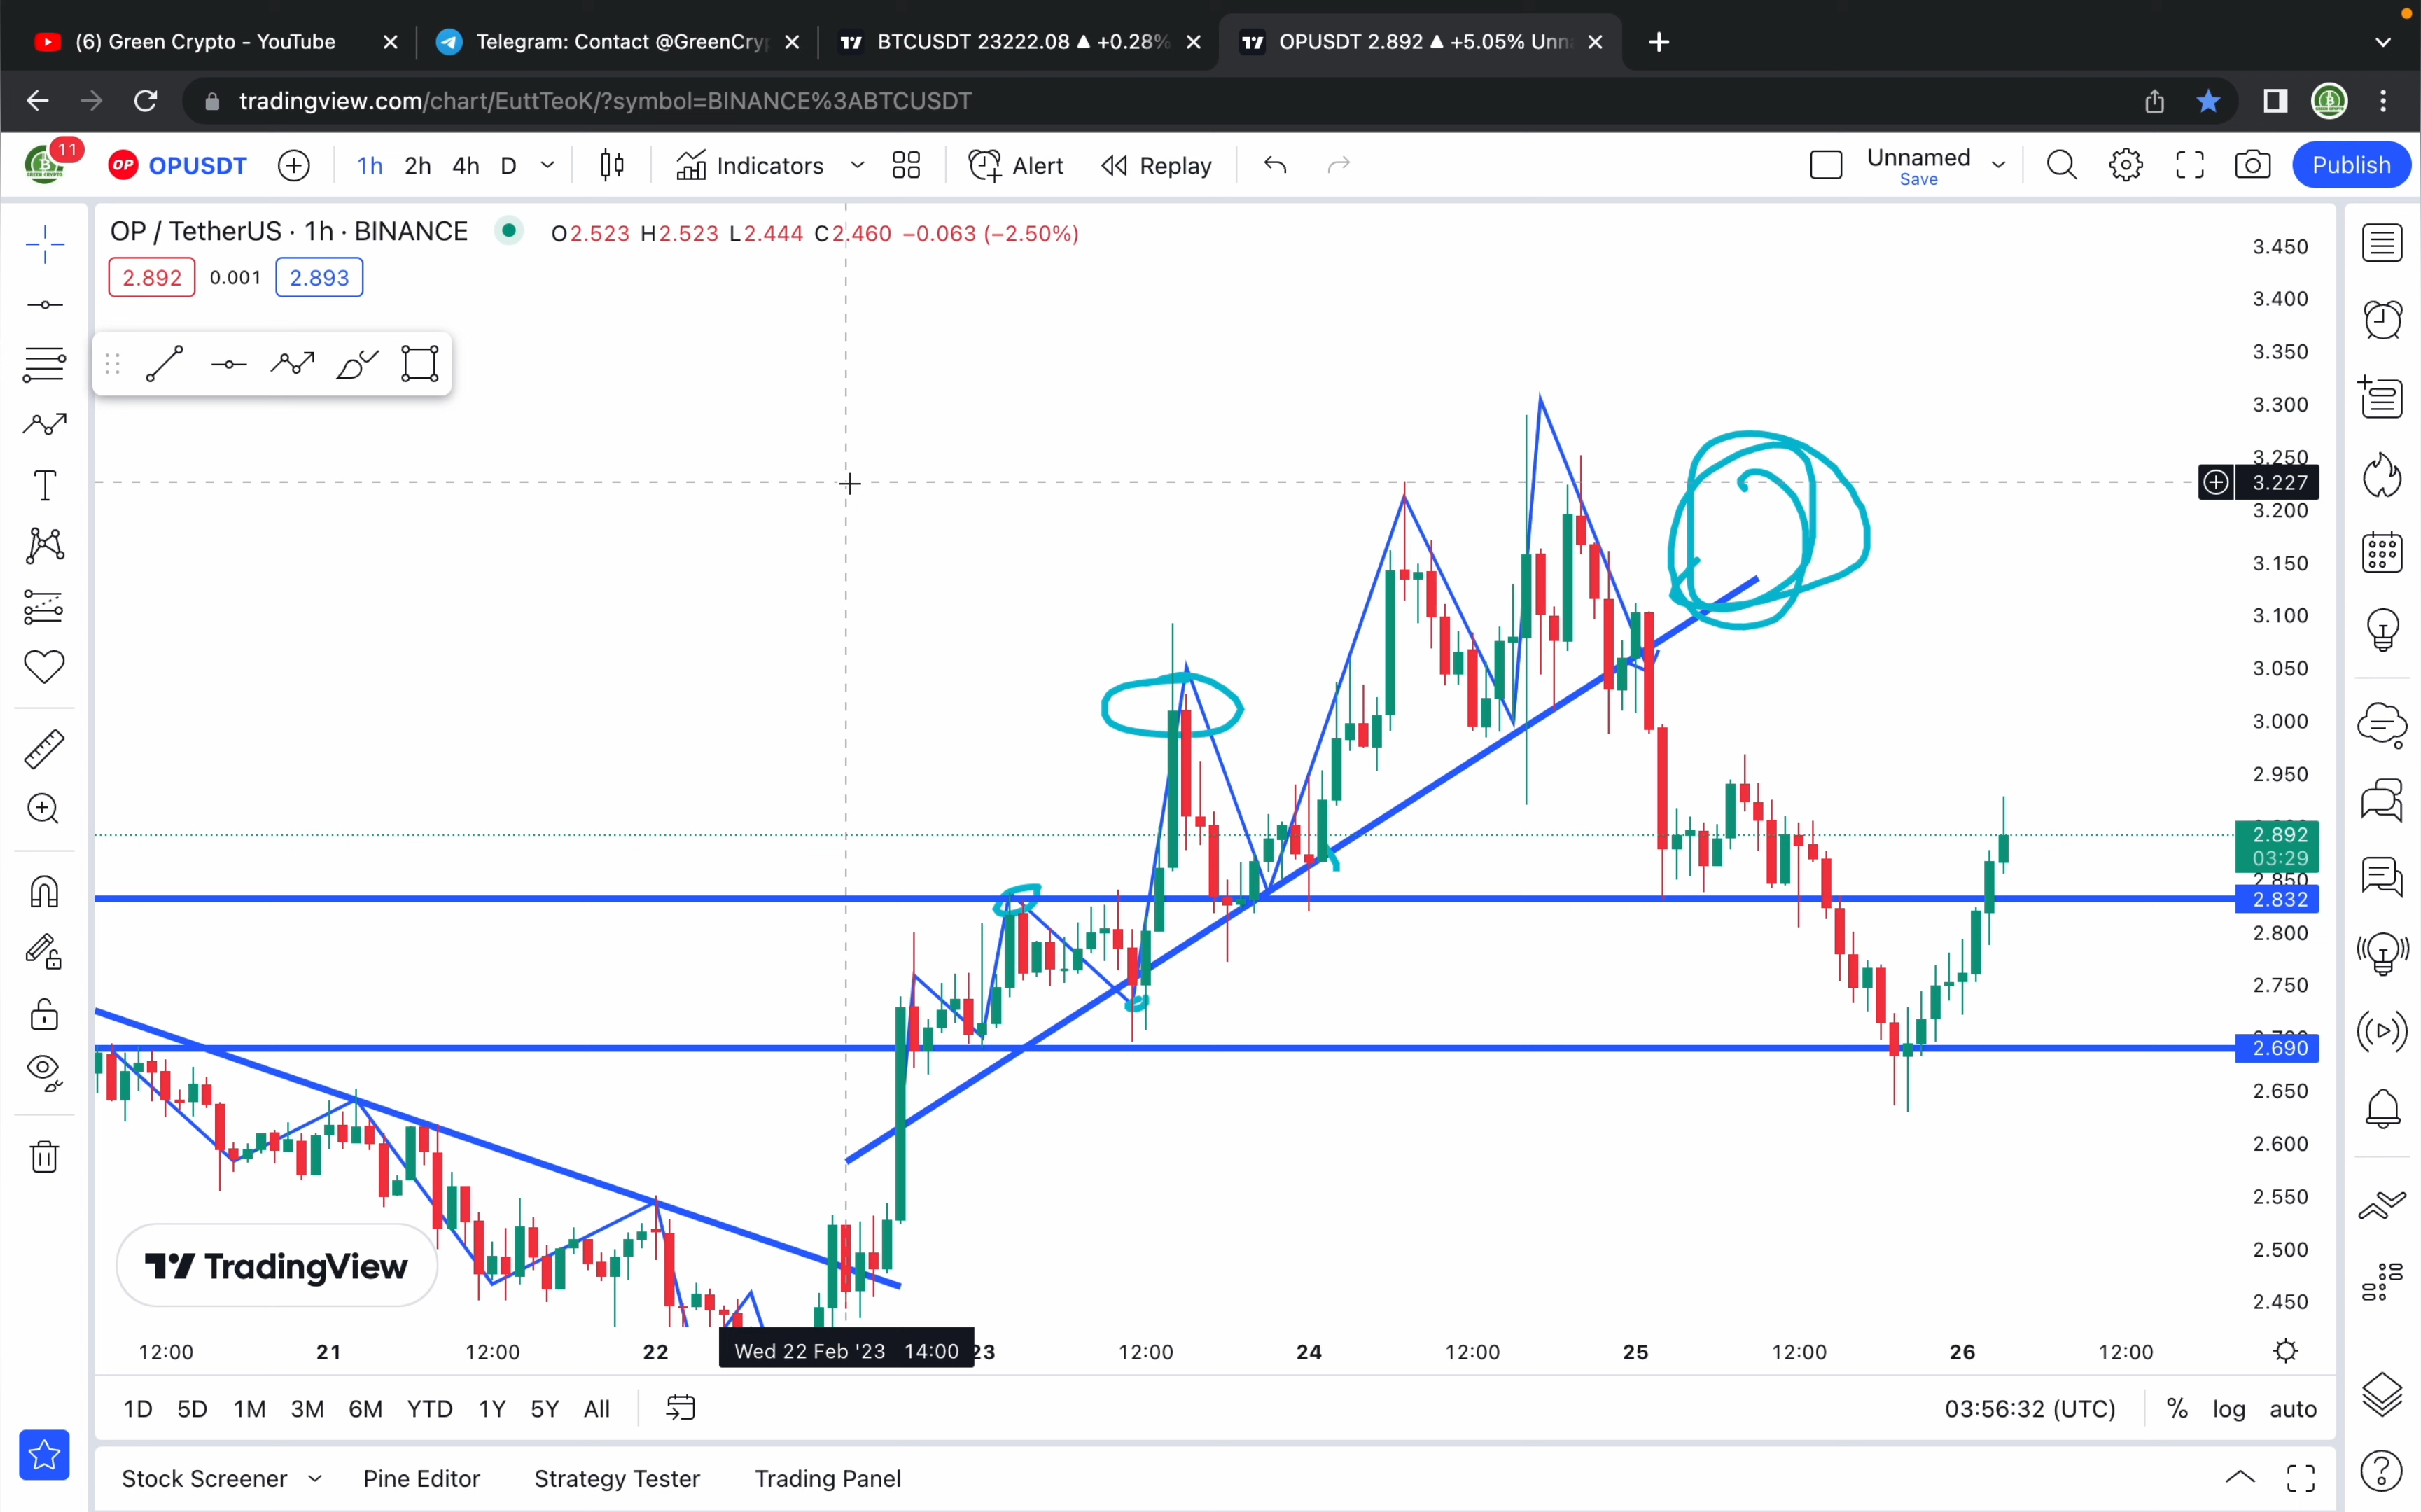 (6) Green Crypto - YouTube
Telegram: Contact @GreenCryp
BTCUSDT 23222.08 ▲ +0.28%
OPUSDT 2.892 ▲ +5.05% Unn
tradingview.com/chart/EuttTeoK/?symbol=BINANCE%3ABTCUSDT
11
OP OPUSDT
1h 2h 4h D
Indicators
Alert
Replay
Unnamed
Save
Publish
OP / TetherUS · 1h · BINANCE
O2.523 H2.523 L2.444 C2.460 −0.063 (−2.50%)
2.892 0.001 2.893
3.450
3.400
3.350
3.300
3.250
3.227
3.200
3.150
3.100
3.050
3.000
2.950
2.892
03:29
2.850
2.832
2.800
2.750
2.690
2.650
2.600
2.550
2.500
2.450
TradingView
12:00 21 12:00 22 Wed 22 Feb '23 14:00 23 12:00 24 12:00 25 12:00 26 12:00
1D 5D 1M 3M 6M YTD 1Y 5Y All
03:56:32 (UTC) % log auto
Stock Screener Pine Editor Strategy Tester Trading Panel